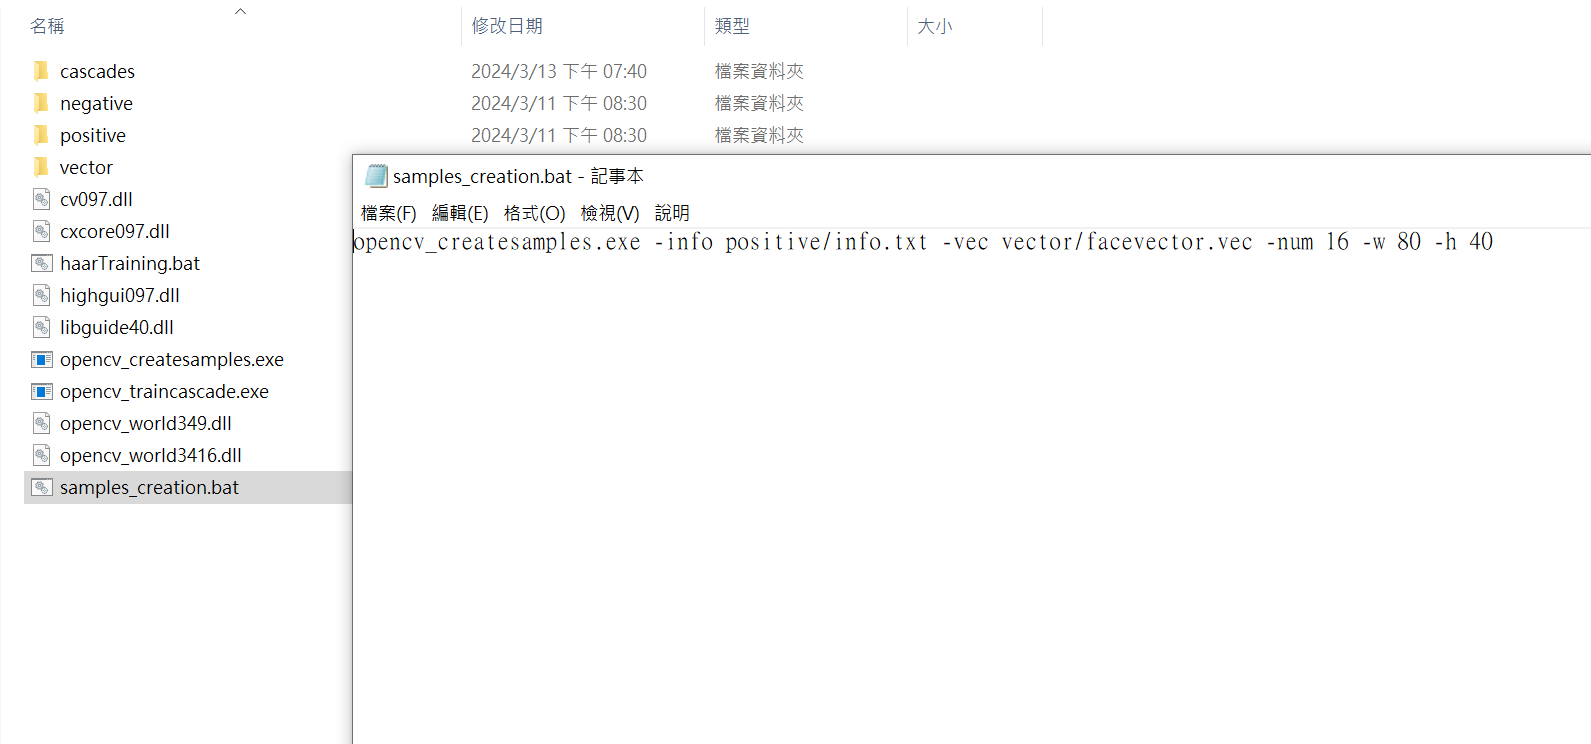 名稱 修改日期 類型 大小
cascades 2024/3/13 下午 07:40 檔案資料夾
negative 2024/3/11 下午 08:30 檔案資料夾
positive 2024/3/11 下午 08:30 檔案資料夾
vector
cv097.dll
cxcore097.dll
haarTraining.bat
highgui097.dll
libguide40.dll
opencv_createsamples.exe
opencv_traincascade.exe
opencv_world349.dll
opencv_world3416.dll
samples_creation.bat
samples_creation.bat - 記事本
檔案(F) 編輯(E) 格式(O) 檢視(V) 說明
opencv_createsamples.exe -info positive/info.txt -vec vector/facevector.vec -num 16 -w 80 -h 40